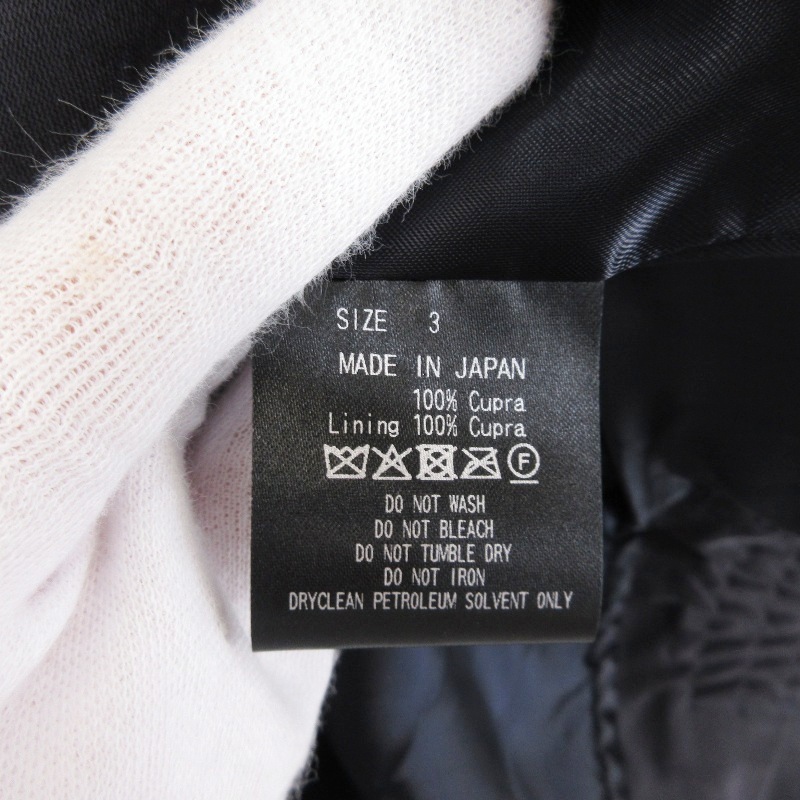 SIZE 3
MADE IN JAPAN
100% Cupra
Lining 100% Cupra
F
DO NOT WASH
DO NOT BLEACH
DO NOT TUMBLE DRY
DO NOT IRON
DRYCLEAN PETROLEUM SOLVENT ONLY